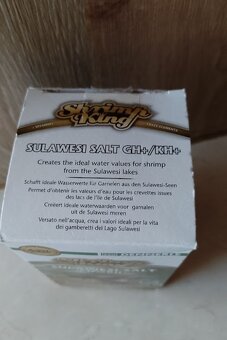 Shrimp
King
SULAWESI SALT GH+/KH+
Creates the ideal water values for shrimp
from the Sulawesi lakes
Schafft ideale Wasserwerte für Garnelen aus den Sulawesi-Seen
Permet d'obtenir les valeurs d'eau pour les crevettes issues
des lacs de l'île de Sulawesi
Creëert ideale waterwaarden voor garnalen
uit de Sulawesi meren
Versato nell'acqua, crea i valori ideali per la vita
dei gamberetti del Lago Sulawesi
DENNERLE
SULAWESI SALT